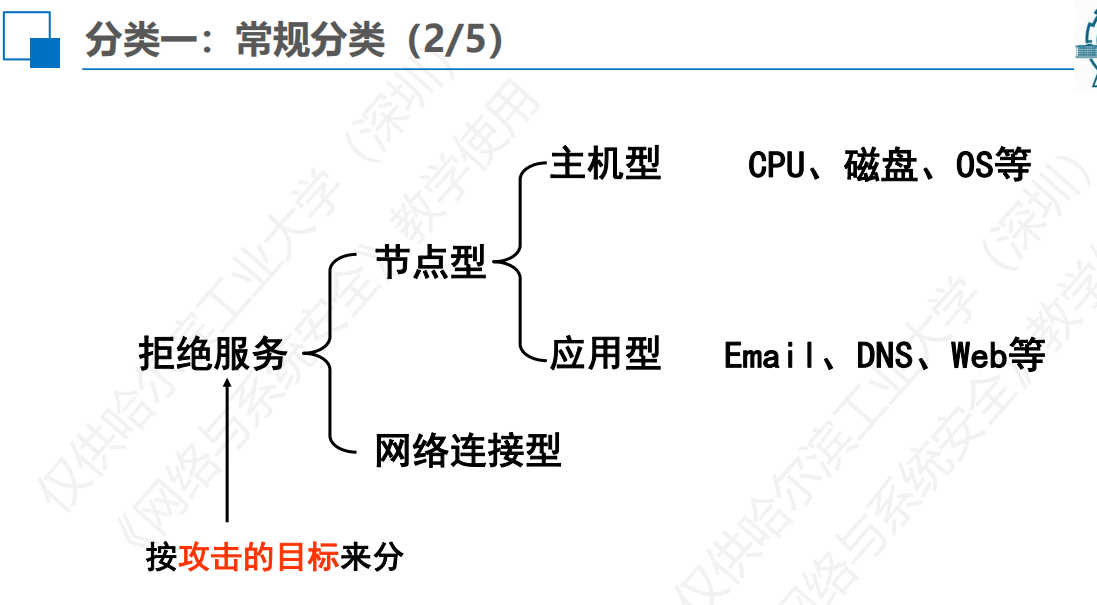 分类一：常规分类（2/5）
主机型 CPU、磁盘、OS等
节点型
拒绝服务
应用型 Email、DNS、Web等
网络连接型
按攻击的目标来分
仅供哈尔滨工业大学（深圳）
《网络与系统安全》教学使用
仅供哈尔滨工业大学（深圳）
网络与系统安全》教学